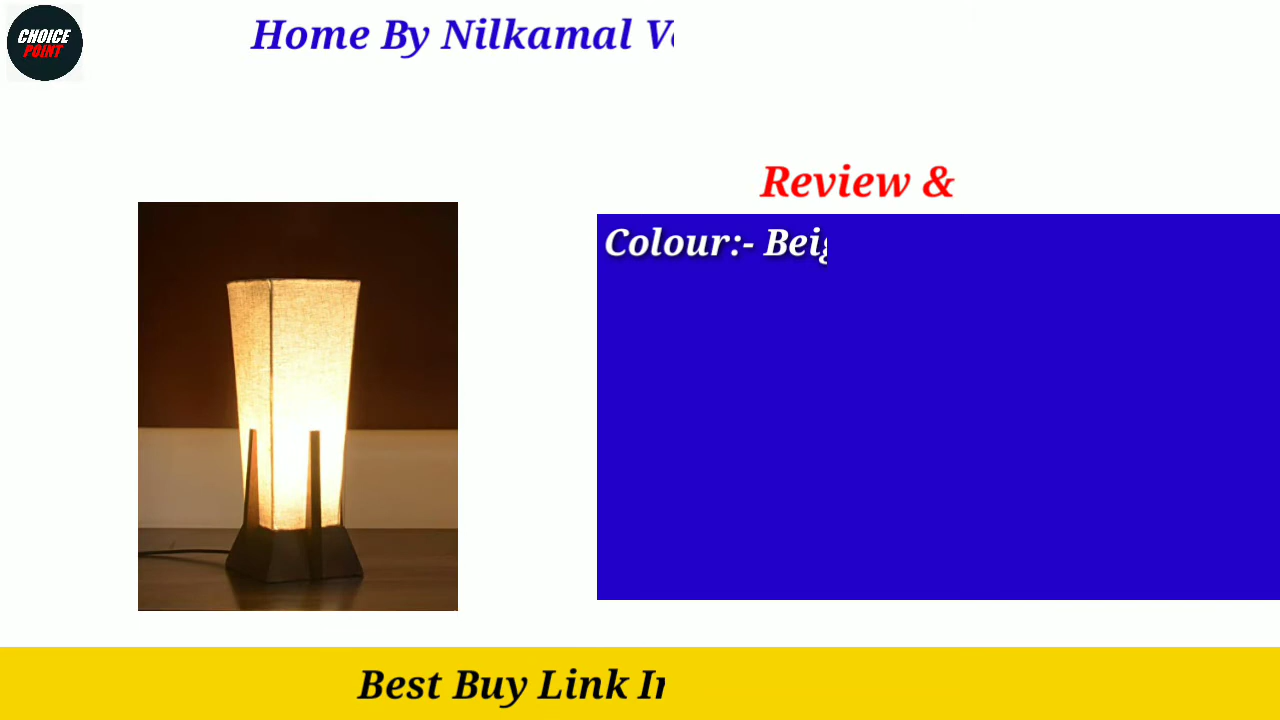 CHOICE
POINT
Home By Nilkamal
Review &
Colour:-
Best Buy Link